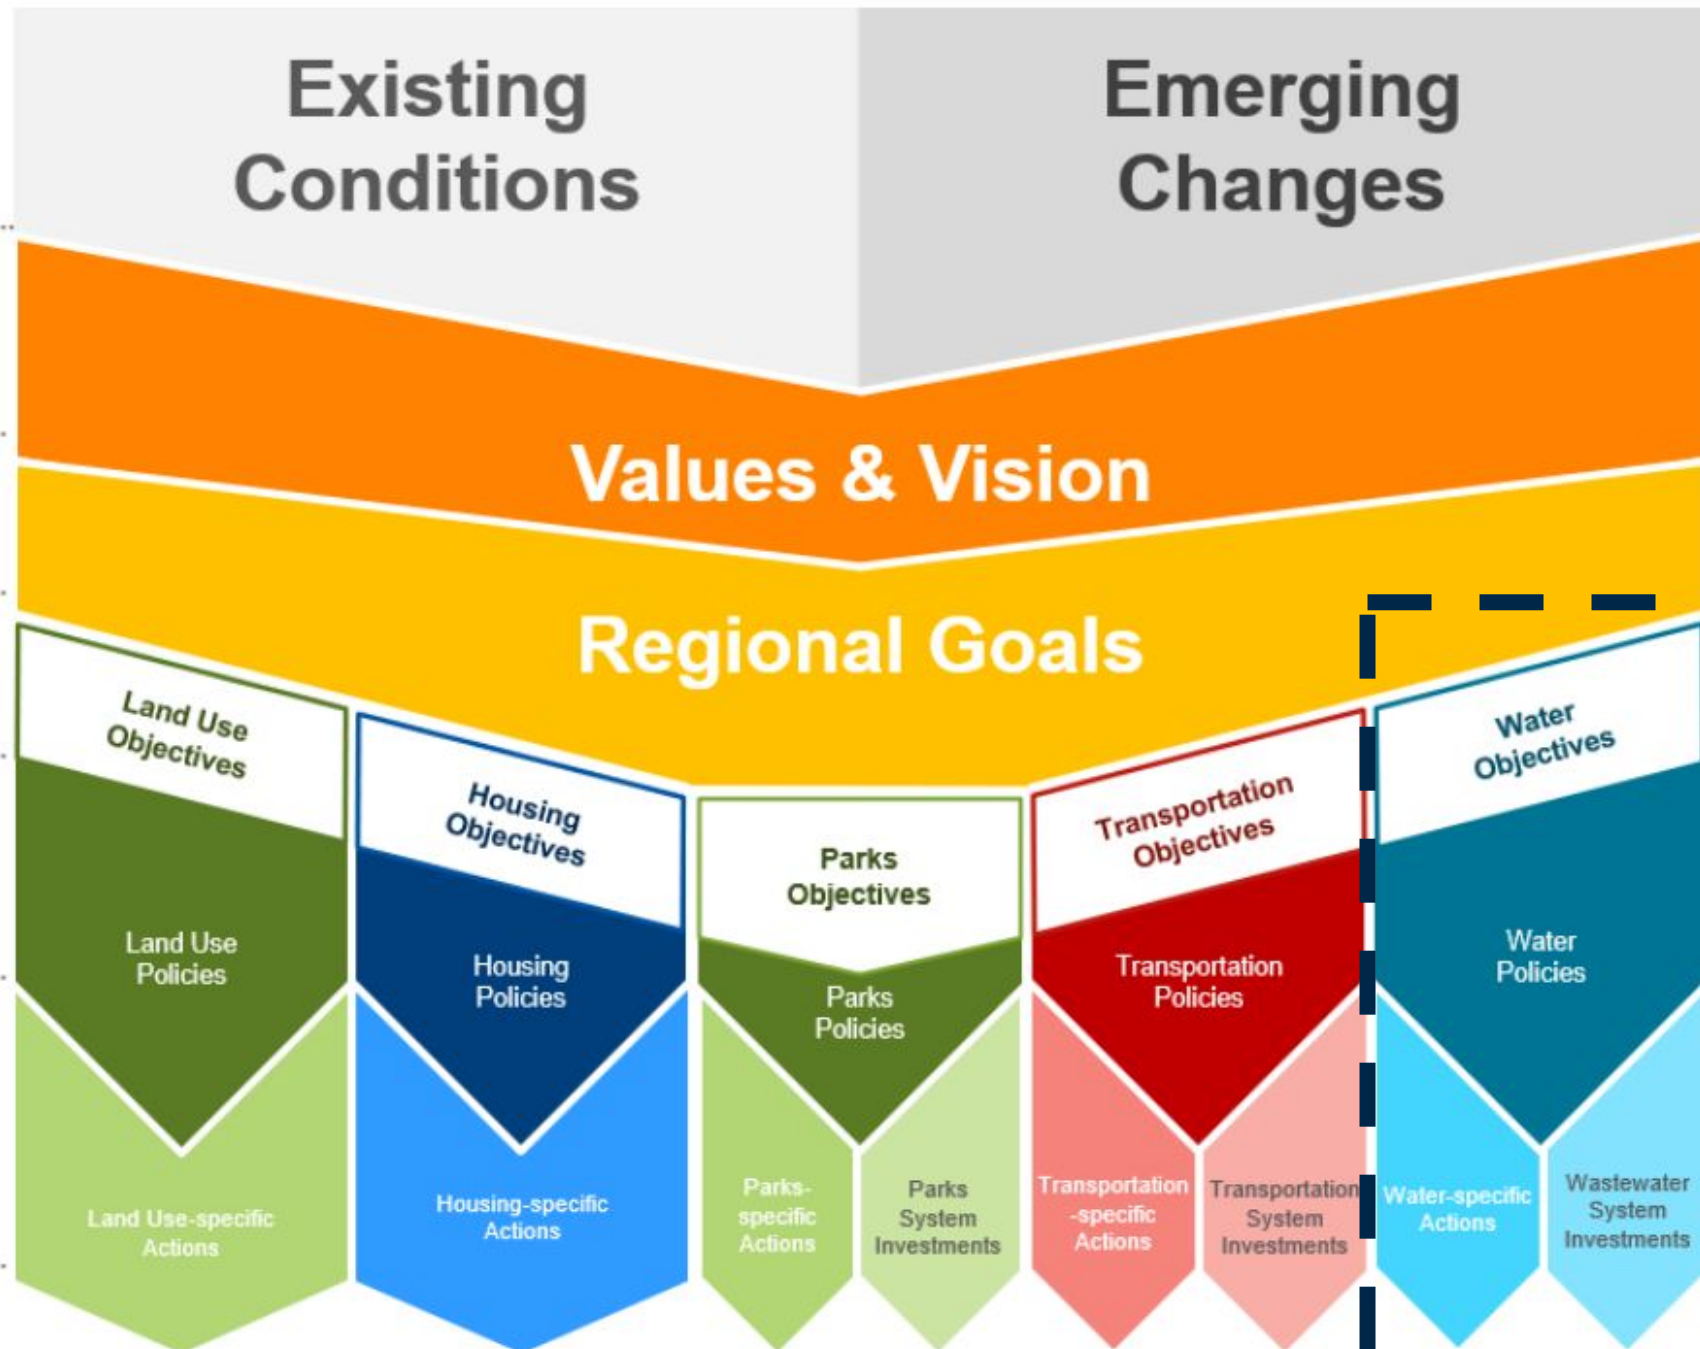 Existing
Conditions
Emerging
Changes
Values & Vision
Regional Goals
Land Use
Objectives
Housing
Objectives
Parks
Objectives
Transportation
Objectives
Water
Objectives
Land Use
Policies
Housing
Policies
Parks
Policies
Transportation
Policies
Water
Policies
Land Use-specific
Actions
Housing-specific
Actions
Parks-
specific
Actions
Parks
System
Investments
Transportation
-specific
Actions
Transportation
System
Investments
Water-specific
Actions
Wastewater
System
Investments